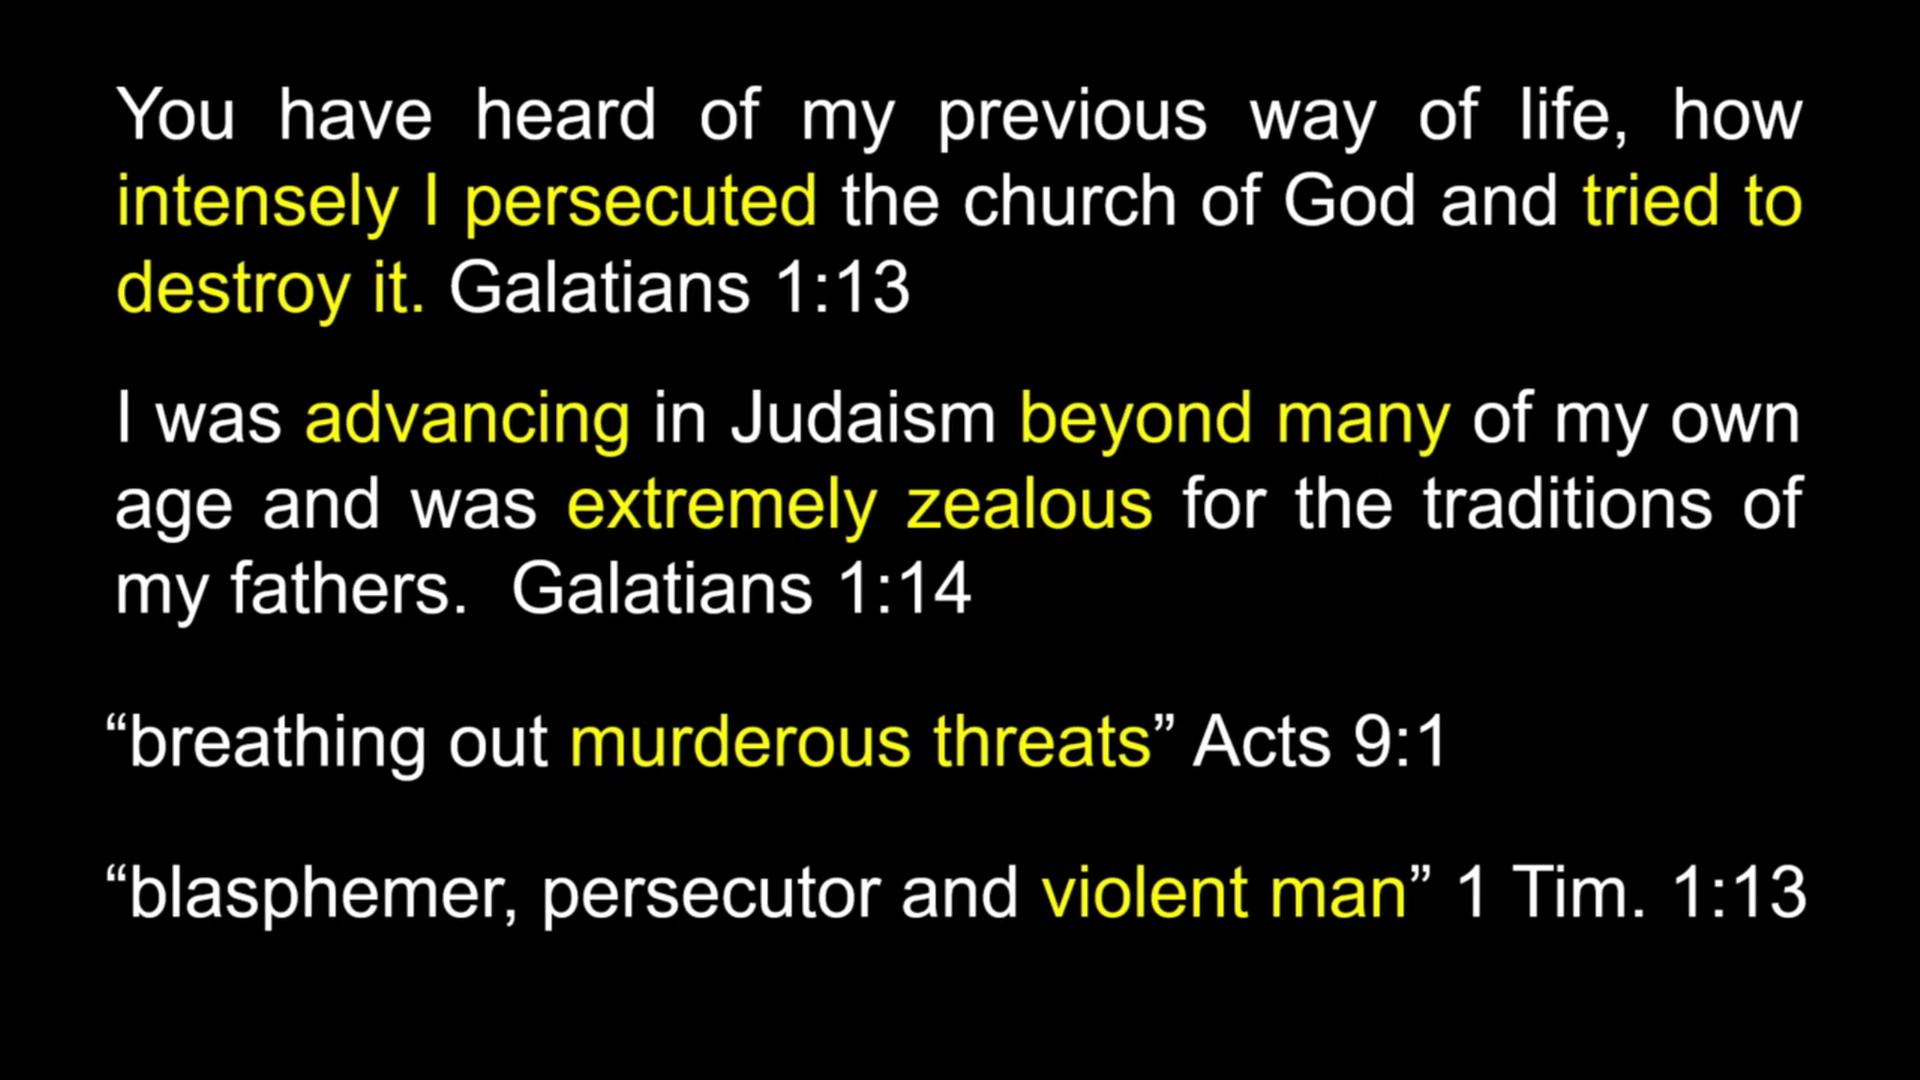 You have heard of my previous way of life, how
intensely I persecuted the church of God and tried to
destroy it. Galatians 1:13
I was advancing in Judaism beyond many of my own
age and was extremely zealous for the traditions of
my fathers.  Galatians 1:14
“breathing out murderous threats” Acts 9:1
“blasphemer, persecutor and violent man” 1 Tim. 1:13